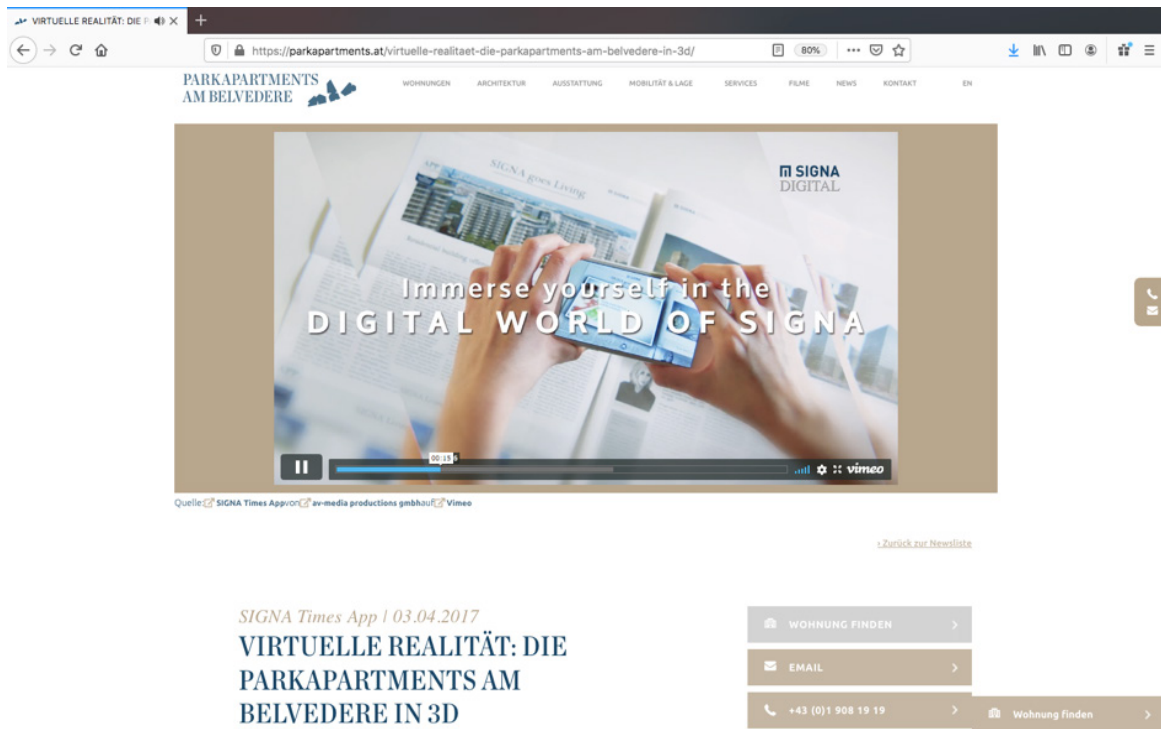 VIRTUELLE REALITÄT: DIE P
https://parkapartments.at/virtuelle-realitaet-die-parkapartments-am-belvedere-in-3d/
80%
PARKAPARTMENTS
AM BELVEDERE
WOHNUNGEN ARCHITEKTUR AUSSTATTUNG MOBILITÄT & LAGE SERVICES FILME NEWS KONTAKT EN
SIGNA goes Living
SIGNA
DIGITAL
Immerse yourself in the
DIGITAL WORLD OF SIGNA
00:15
vimeo
Quelle: SIGNA Times Appvon av-media productions gmbhauf Vimeo
› Zurück zur Newsliste
SIGNA Times App | 03.04.2017
VIRTUELLE REALITÄT: DIE
PARKAPARTMENTS AM
BELVEDERE IN 3D
WOHNUNG FINDEN
EMAIL
+43 (0)1 908 19 19
Wohnung finden